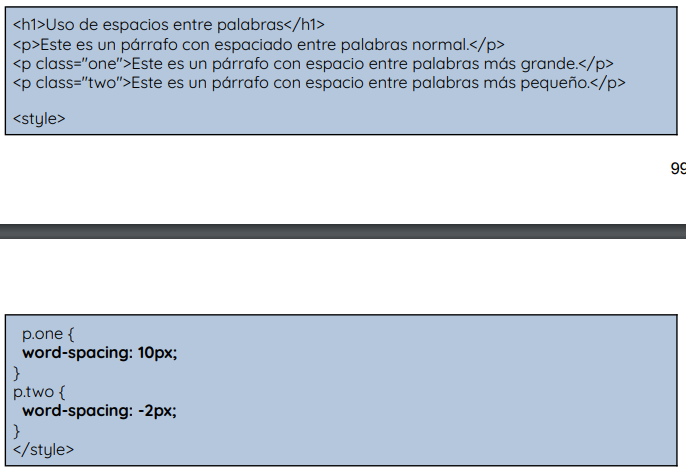 <h1>Uso de espacios entre palabras</h1>
<p>Este es un párrafo con espaciado entre palabras normal.</p>
<p class="one">Este es un párrafo con espacio entre palabras más grande.</p>
<p class="two">Este es un párrafo con espacio entre palabras más pequeño.</p>
<style>
99
p.one {
word-spacing: 10px;
}
p.two {
word-spacing: -2px;
}
</style>